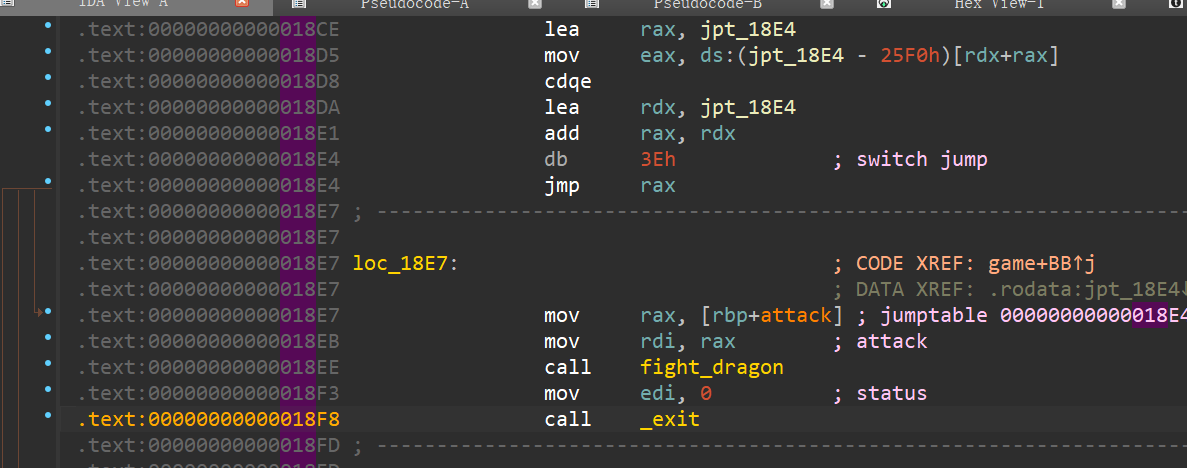 IDA View-A Pseudocode-A Pseudocode-B Hex View-1
.text:00000000000018CE lea rax, jpt_18E4
.text:00000000000018D5 mov eax, ds:(jpt_18E4 - 25F0h)[rdx+rax]
.text:00000000000018D8 cdqe
.text:00000000000018DA lea rdx, jpt_18E4
.text:00000000000018E1 add rax, rdx
.text:00000000000018E4 db 3Eh ; switch jump
.text:00000000000018E4 jmp rax
.text:00000000000018E7 ; ---------------------------------------------------------------------
.text:00000000000018E7
.text:00000000000018E7 loc_18E7: ; CODE XREF: game+BB↑j
.text:00000000000018E7 ; DATA XREF: .rodata:jpt_18E4↓
.text:00000000000018E7 mov rax, [rbp+attack] ; jumptable 00000000000018E4
.text:00000000000018EB mov rdi, rax ; attack
.text:00000000000018EE call fight_dragon
.text:00000000000018F3 mov edi, 0 ; status
.text:00000000000018F8 call _exit
.text:00000000000018FD ; ---------------------------------------------------------------------